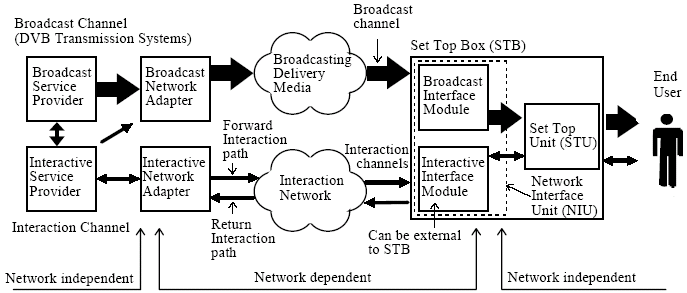 Broadcast Channel
(DVB Transmission Systems)
Broadcast
channel
Set Top Box (STB)
Broadcast
Service
Provider
Broadcast
Network
Adapter
Broadcasting
Delivery
Media
Broadcast
Interface
Module
End
User
Set Top
Unit (STU)
Forward
Interaction
path
Interaction
channels
Interactive
Service
Provider
Interactive
Network
Adapter
Interaction
Network
Interactive
Interface
Module
Network
Interface
Unit (NIU)
Interaction Channel
Return
Interaction
path
Can be external
to STB
Network independent
Network dependent
Network independent